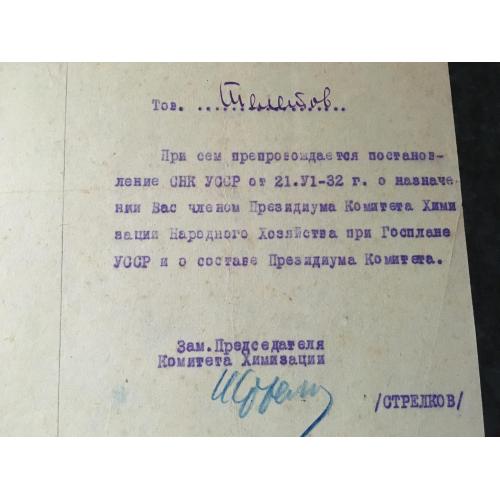 Тов. ...Телетов...
При сем препровождается постанов-
ление СНК УССР от 21.У1-32 г. о назначе
нии Вас членом Президиума Комитета Хими
зации Народного Хозяйства при Госплане
УССР и о составе Президиума Комитета.
Зам.Председателя
Комитета Химизации
/СТРЕЛКОВ/